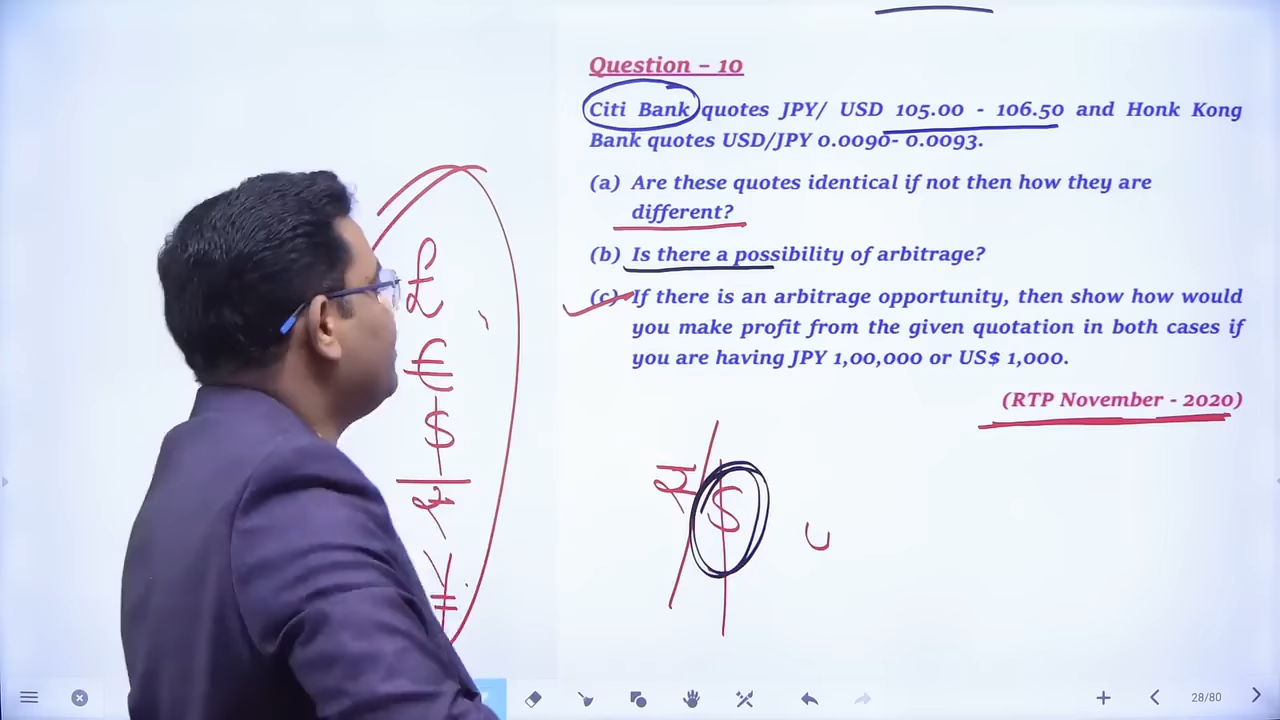 Question – 10
Citi Bank quotes JPY/ USD 105.00 - 106.50 and Honk Kong
Bank quotes USD/JPY 0.0090- 0.0093.
(a) Are these quotes identical if not then how they are
different?
(b) Is there a possibility of arbitrage?
(c) If there is an arbitrage opportunity, then show how would
you make profit from the given quotation in both cases if
you are having JPY 1,00,000 or US$ 1,000.
(RTP November - 2020)
£
€
$
₹
¥
₹/$
28/80